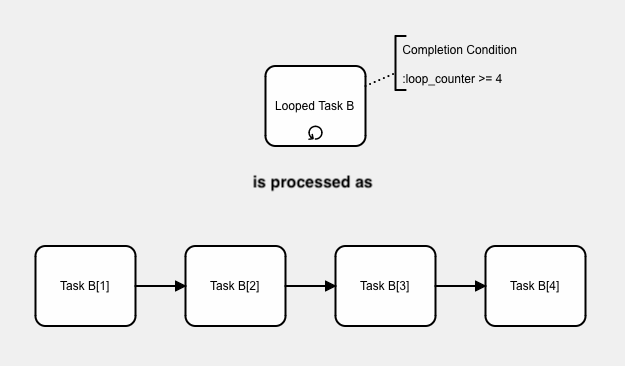 Completion Condition
:loop_counter >= 4
Looped Task B
is processed as
Task B[1]
Task B[2]
Task B[3]
Task B[4]